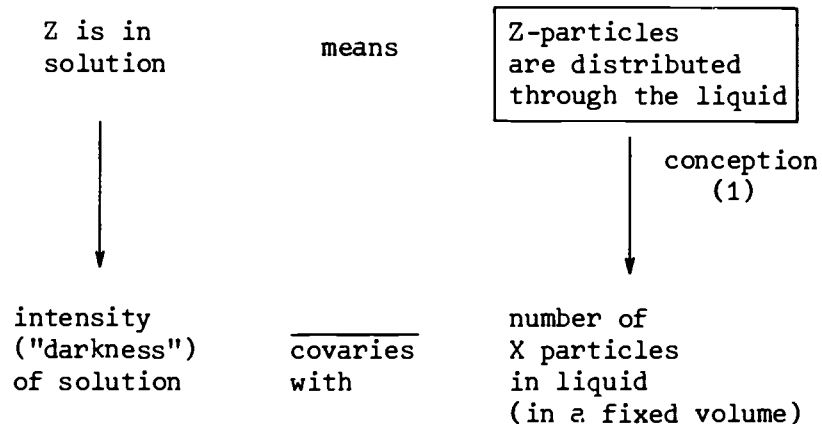 Z is in
solution
means
Z-particles
are distributed
through the liquid
conception
(1)
intensity
("darkness")
of solution
covaries
with
number of
X particles
in liquid
(in a fixed volume)